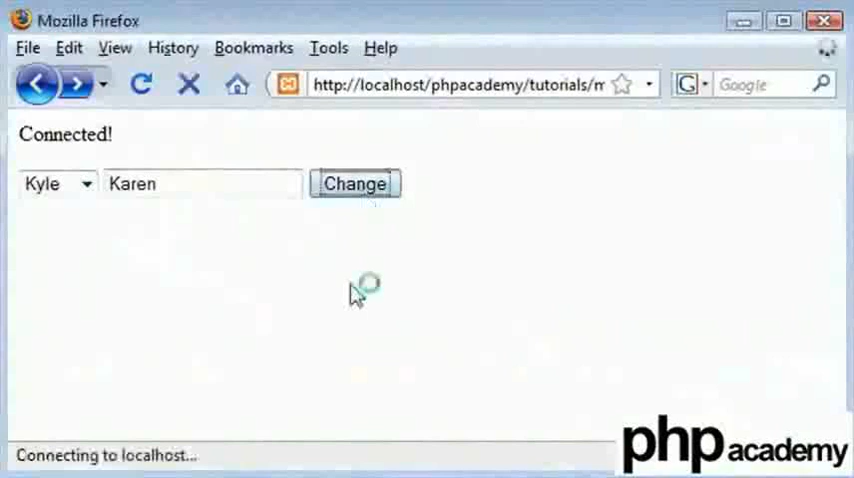 Mozilla Firefox
File Edit View History Bookmarks Tools Help
http://localhost/phpacademy/tutorials/m G Google
Connected!
Kyle Karen Change
Connecting to localhost...
php academy